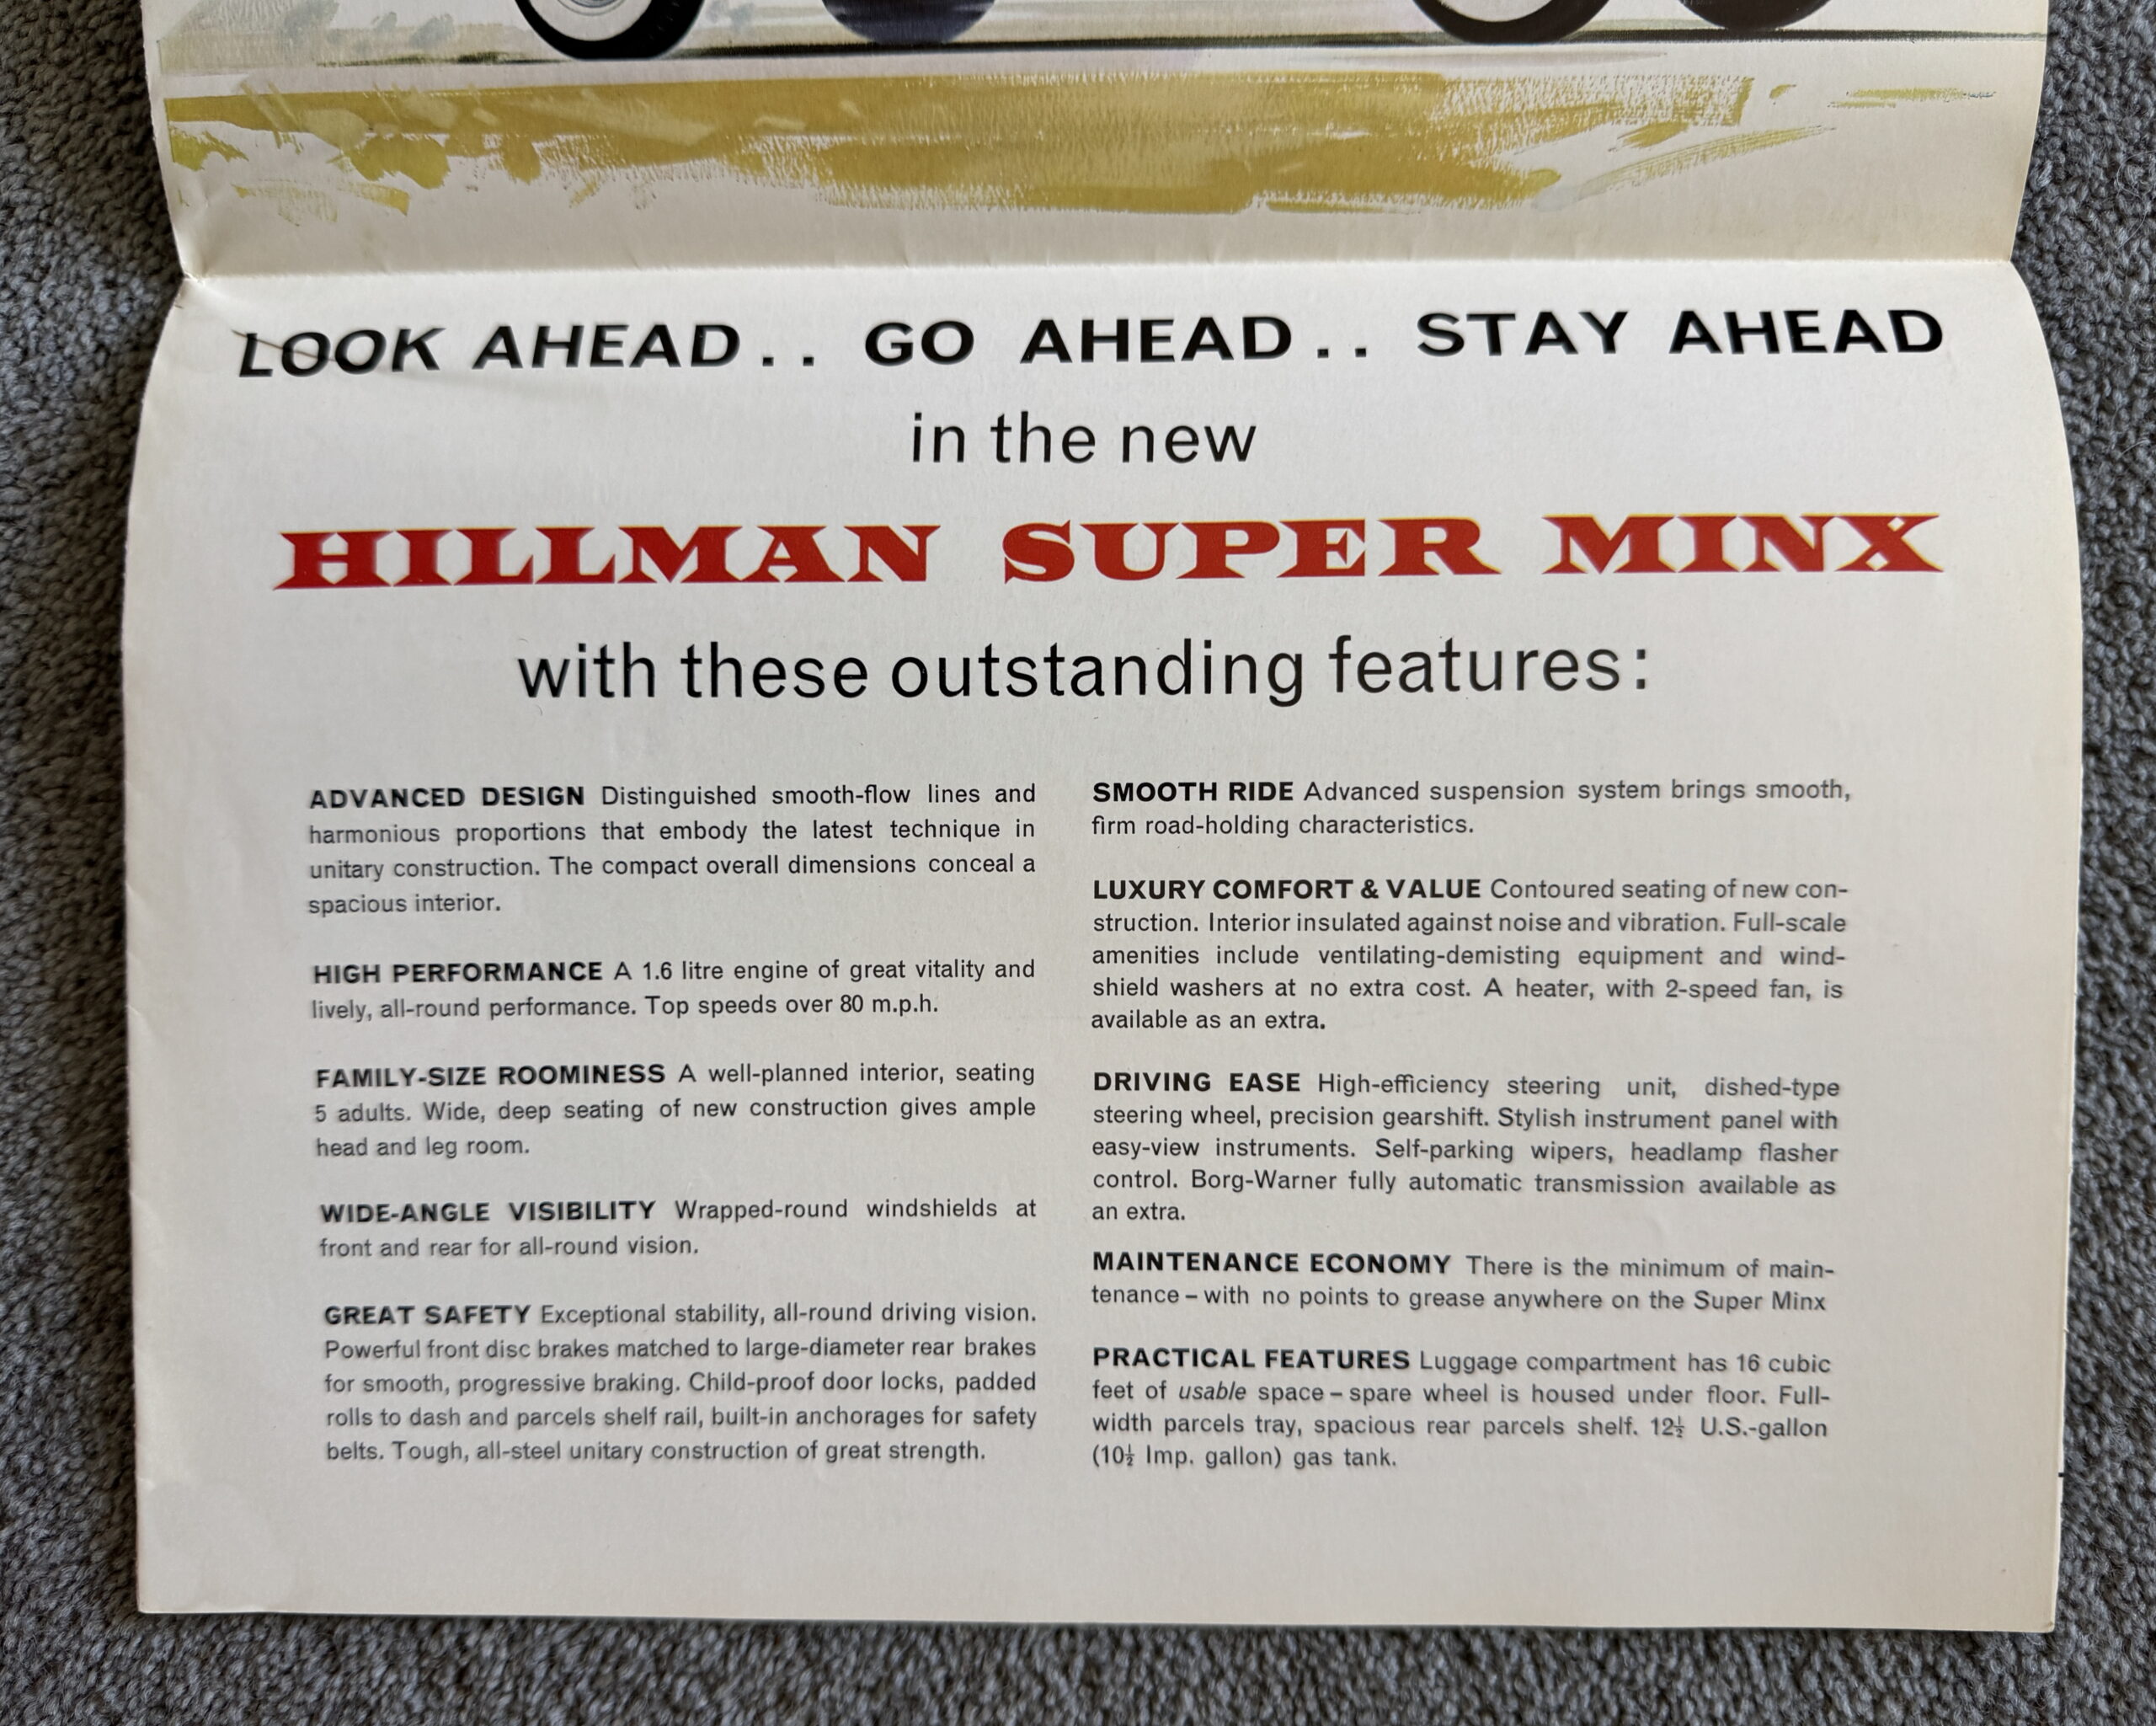 LOOK AHEAD . . GO AHEAD . . STAY AHEAD
in the new
HILLMAN SUPER MINX
with these outstanding features:
ADVANCED DESIGN Distinguished smooth-flow lines and
harmonious proportions that embody the latest technique in
unitary construction. The compact overall dimensions conceal a
spacious interior.
HIGH PERFORMANCE A 1.6 litre engine of great vitality and
lively, all-round performance. Top speeds over 80 m.p.h.
FAMILY-SIZE ROOMINESS A well-planned interior, seating
5 adults. Wide, deep seating of new construction gives ample
head and leg room.
WIDE-ANGLE VISIBILITY Wrapped-round windshields at
front and rear for all-round vision.
GREAT SAFETY Exceptional stability, all-round driving vision.
Powerful front disc brakes matched to large-diameter rear brakes
for smooth, progressive braking. Child-proof door locks, padded
rolls to dash and parcels shelf rail, built-in anchorages for safety
belts. Tough, all-steel unitary construction of great strength.
SMOOTH RIDE Advanced suspension system brings smooth,
firm road-holding characteristics.
LUXURY COMFORT & VALUE Contoured seating of new con-
struction. Interior insulated against noise and vibration. Full-scale
amenities include ventilating-demisting equipment and wind-
shield washers at no extra cost. A heater, with 2-speed fan, is
available as an extra.
DRIVING EASE High-efficiency steering unit, dished-type
steering wheel, precision gearshift. Stylish instrument panel with
easy-view instruments. Self-parking wipers, headlamp flasher
control. Borg-Warner fully automatic transmission available as
an extra.
MAINTENANCE ECONOMY There is the minimum of main-
tenance – with no points to grease anywhere on the Super Minx
PRACTICAL FEATURES Luggage compartment has 16 cubic
feet of usable space – spare wheel is housed under floor. Full-
width parcels tray, spacious rear parcels shelf. 12½ U.S.-gallon
(10½ Imp. gallon) gas tank.